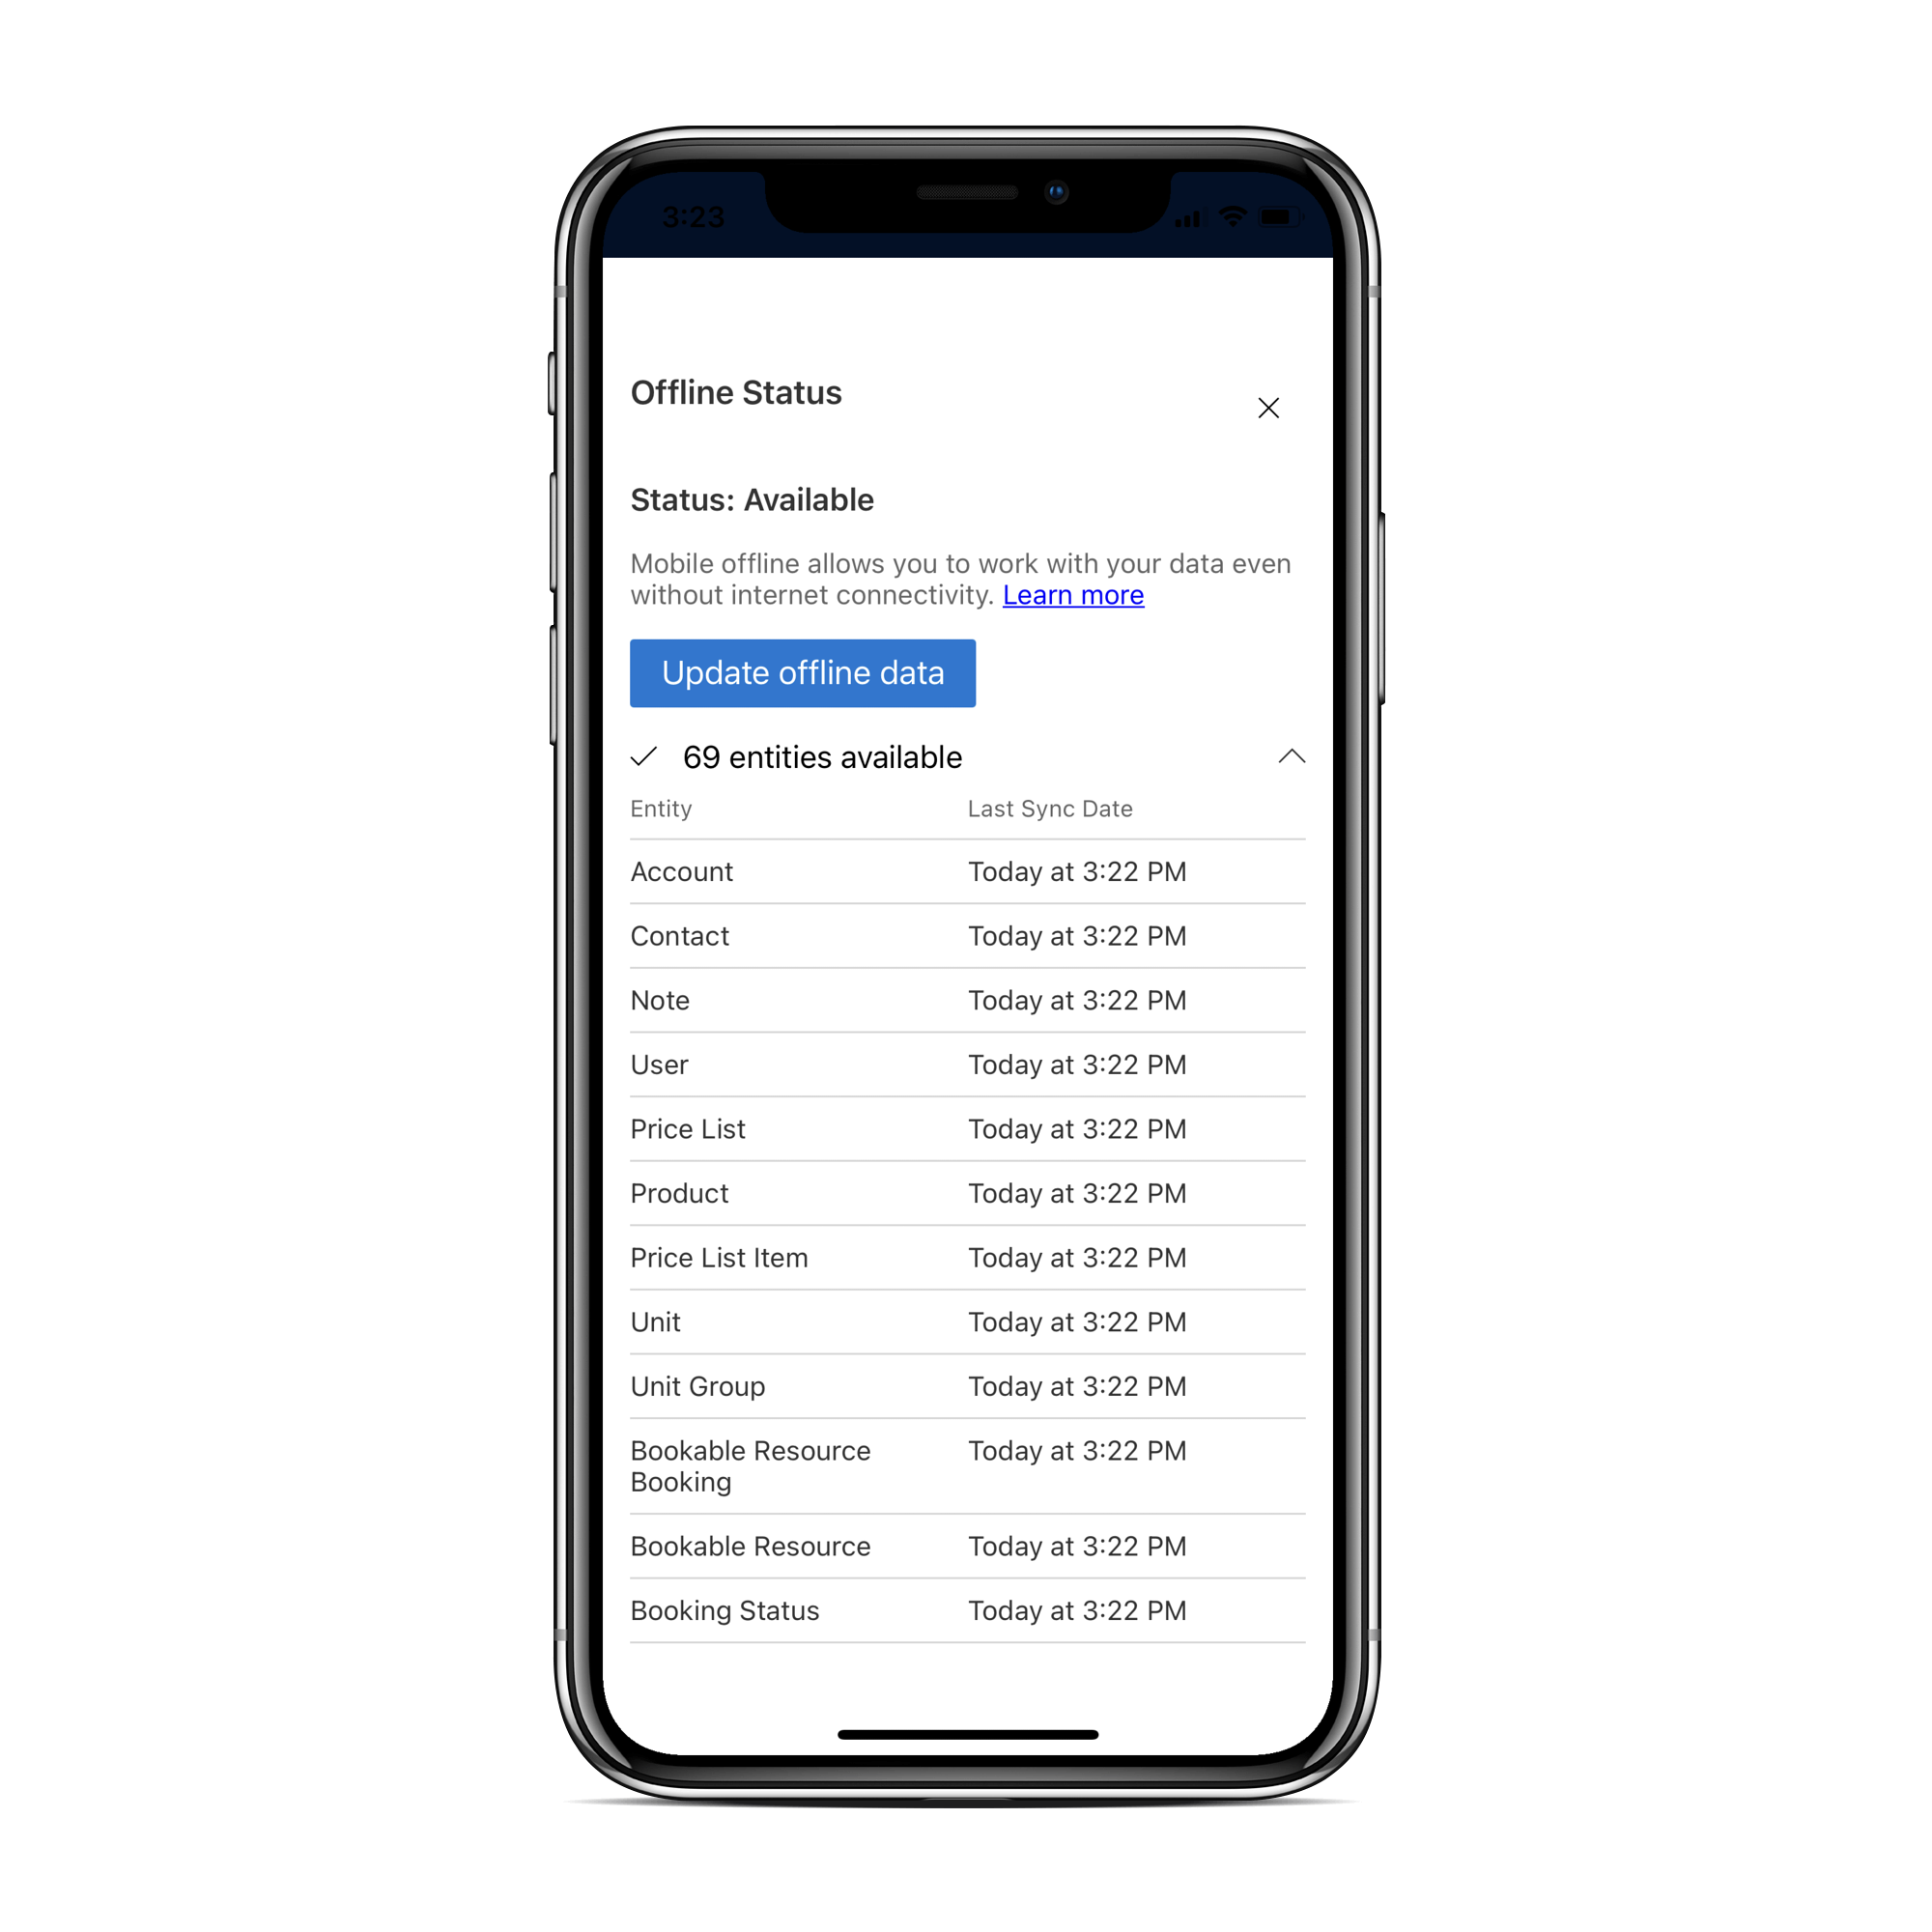 3:23
Offline Status
Status: Available
Mobile offline allows you to work with your data even
without internet connectivity. Learn more
Update offline data
69 entities available
Entity Last Sync Date
Account Today at 3:22 PM
Contact Today at 3:22 PM
Note Today at 3:22 PM
User Today at 3:22 PM
Price List Today at 3:22 PM
Product Today at 3:22 PM
Price List Item Today at 3:22 PM
Unit Today at 3:22 PM
Unit Group Today at 3:22 PM
Bookable Resource Today at 3:22 PM
Booking
Bookable Resource Today at 3:22 PM
Booking Status Today at 3:22 PM